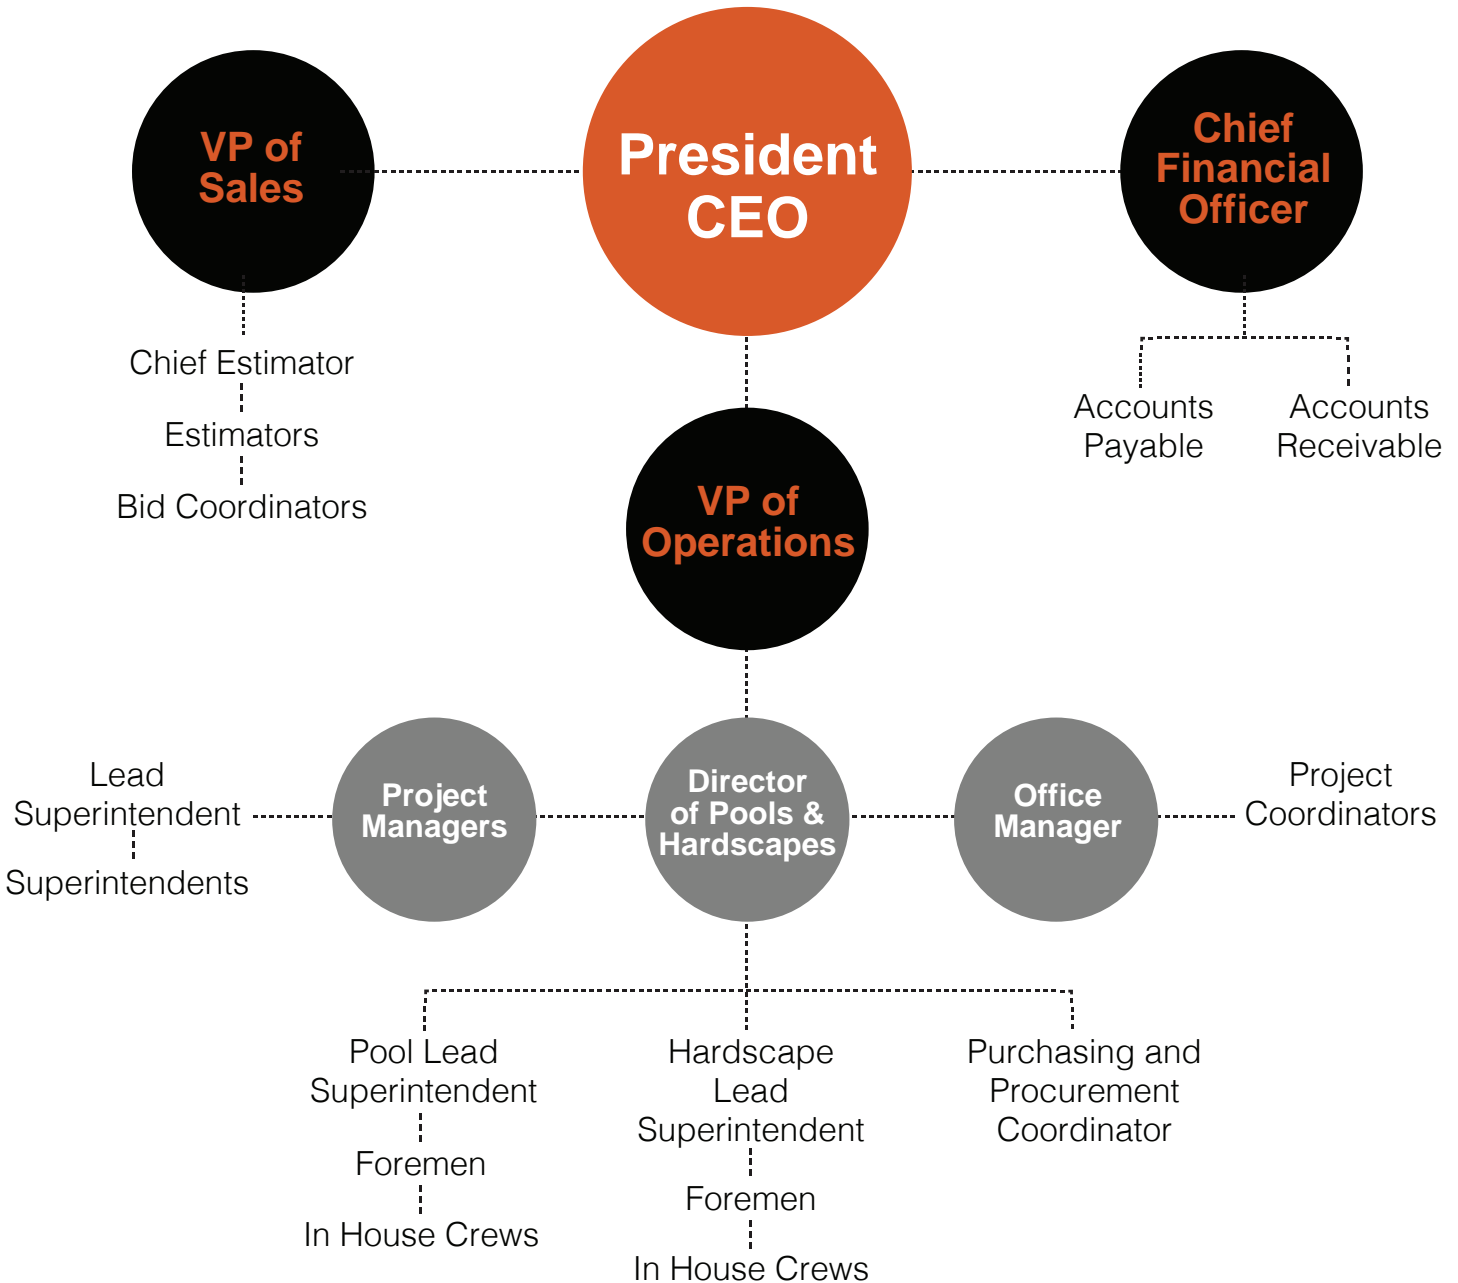 VP of
Sales
President
CEO
Chief
Financial
Officer
Chief Estimator
Estimators
Bid Coordinators
Accounts
Payable
Accounts
Receivable
VP of
Operations
Lead
Superintendent
Superintendents
Project
Managers
Director
of Pools &
Hardscapes
Office
Manager
Project
Coordinators
Pool Lead
Superintendent
Foremen
In House Crews
Hardscape
Lead
Superintendent
Foremen
In House Crews
Purchasing and
Procurement
Coordinator